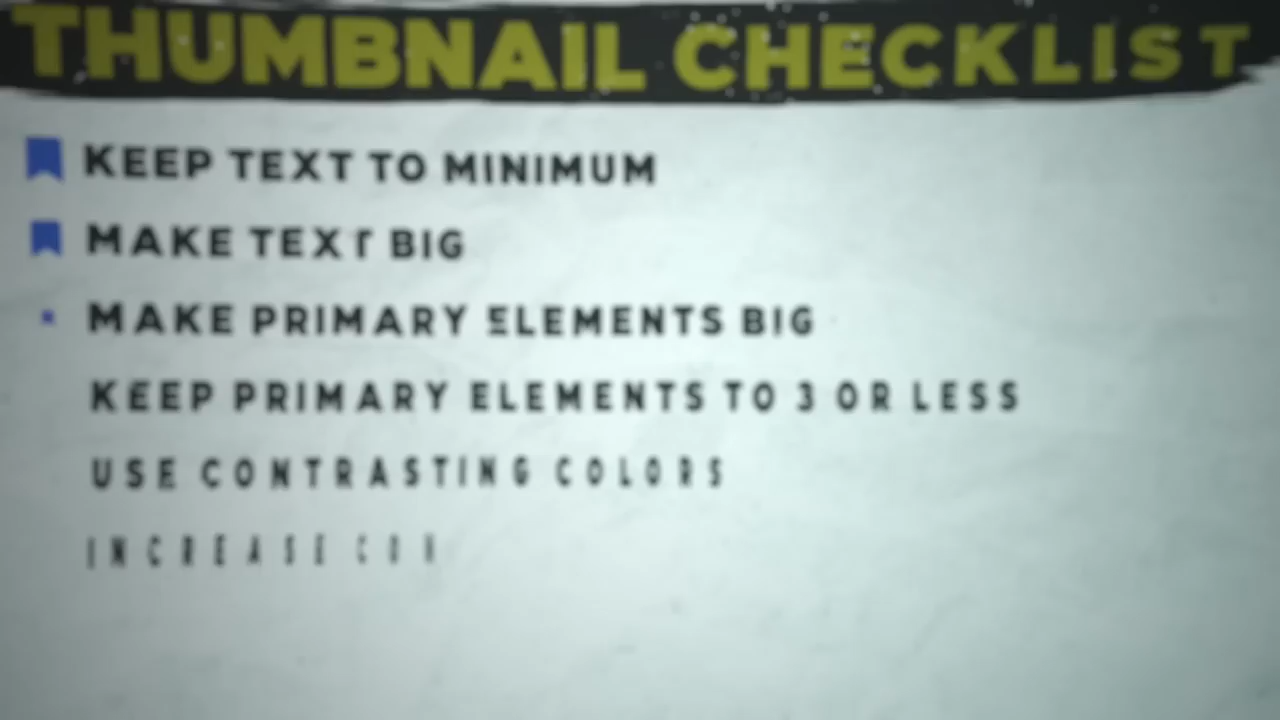 THUMBNAIL CHECKLIST
KEEP TEXT TO MINIMUM
MAKE TEXT BIG
MAKE PRIMARY ELEMENTS BIG
KEEP PRIMARY ELEMENTS TO 3 OR LESS
USE CONTRASTING COLORS
INCREASE